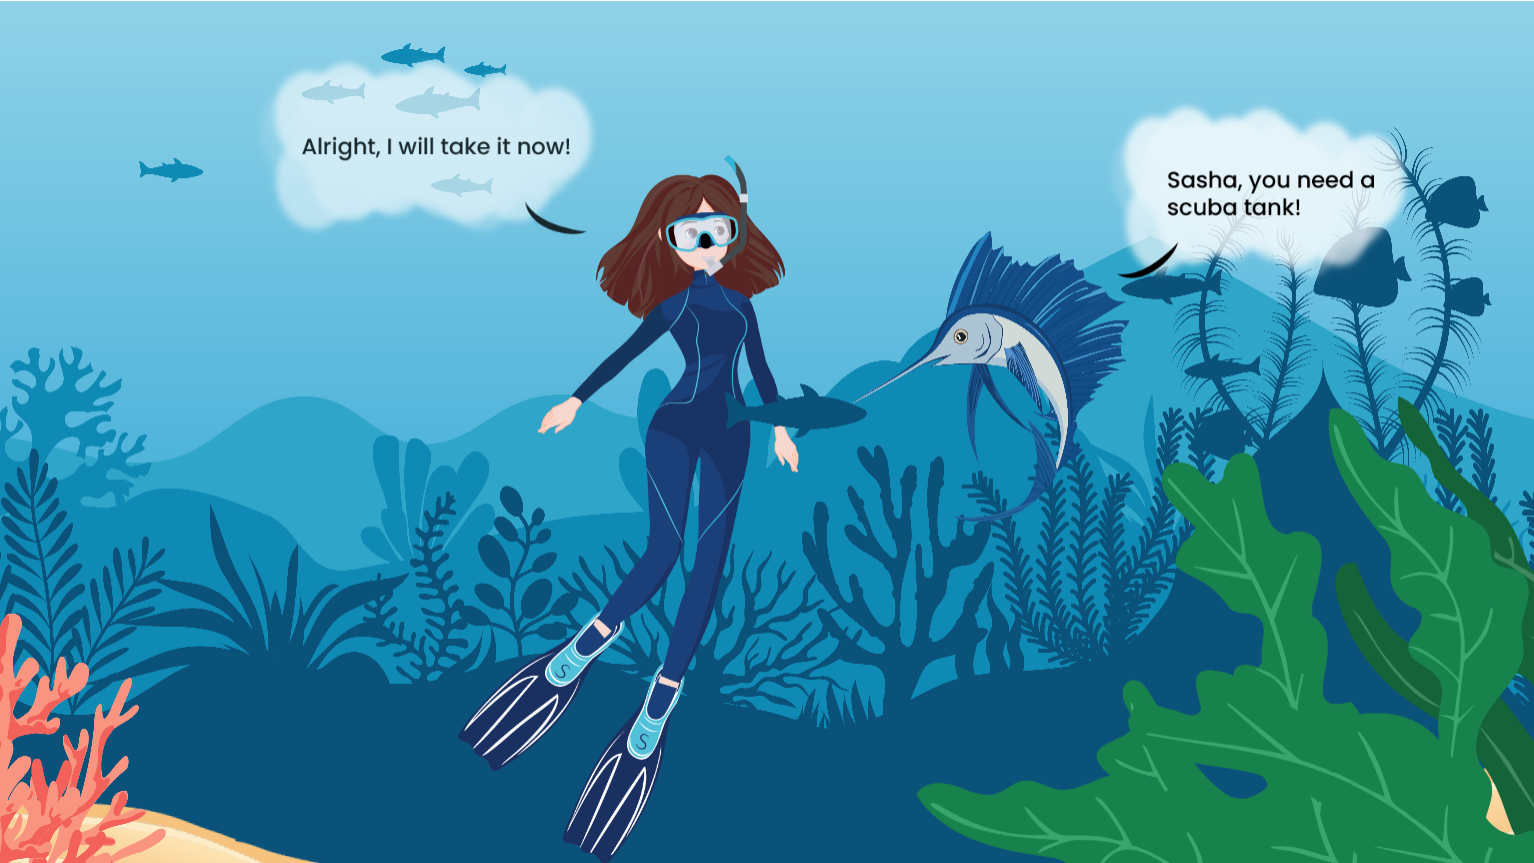 Alright, I will take it now!
Sasha, you need a
scuba tank!
S
S